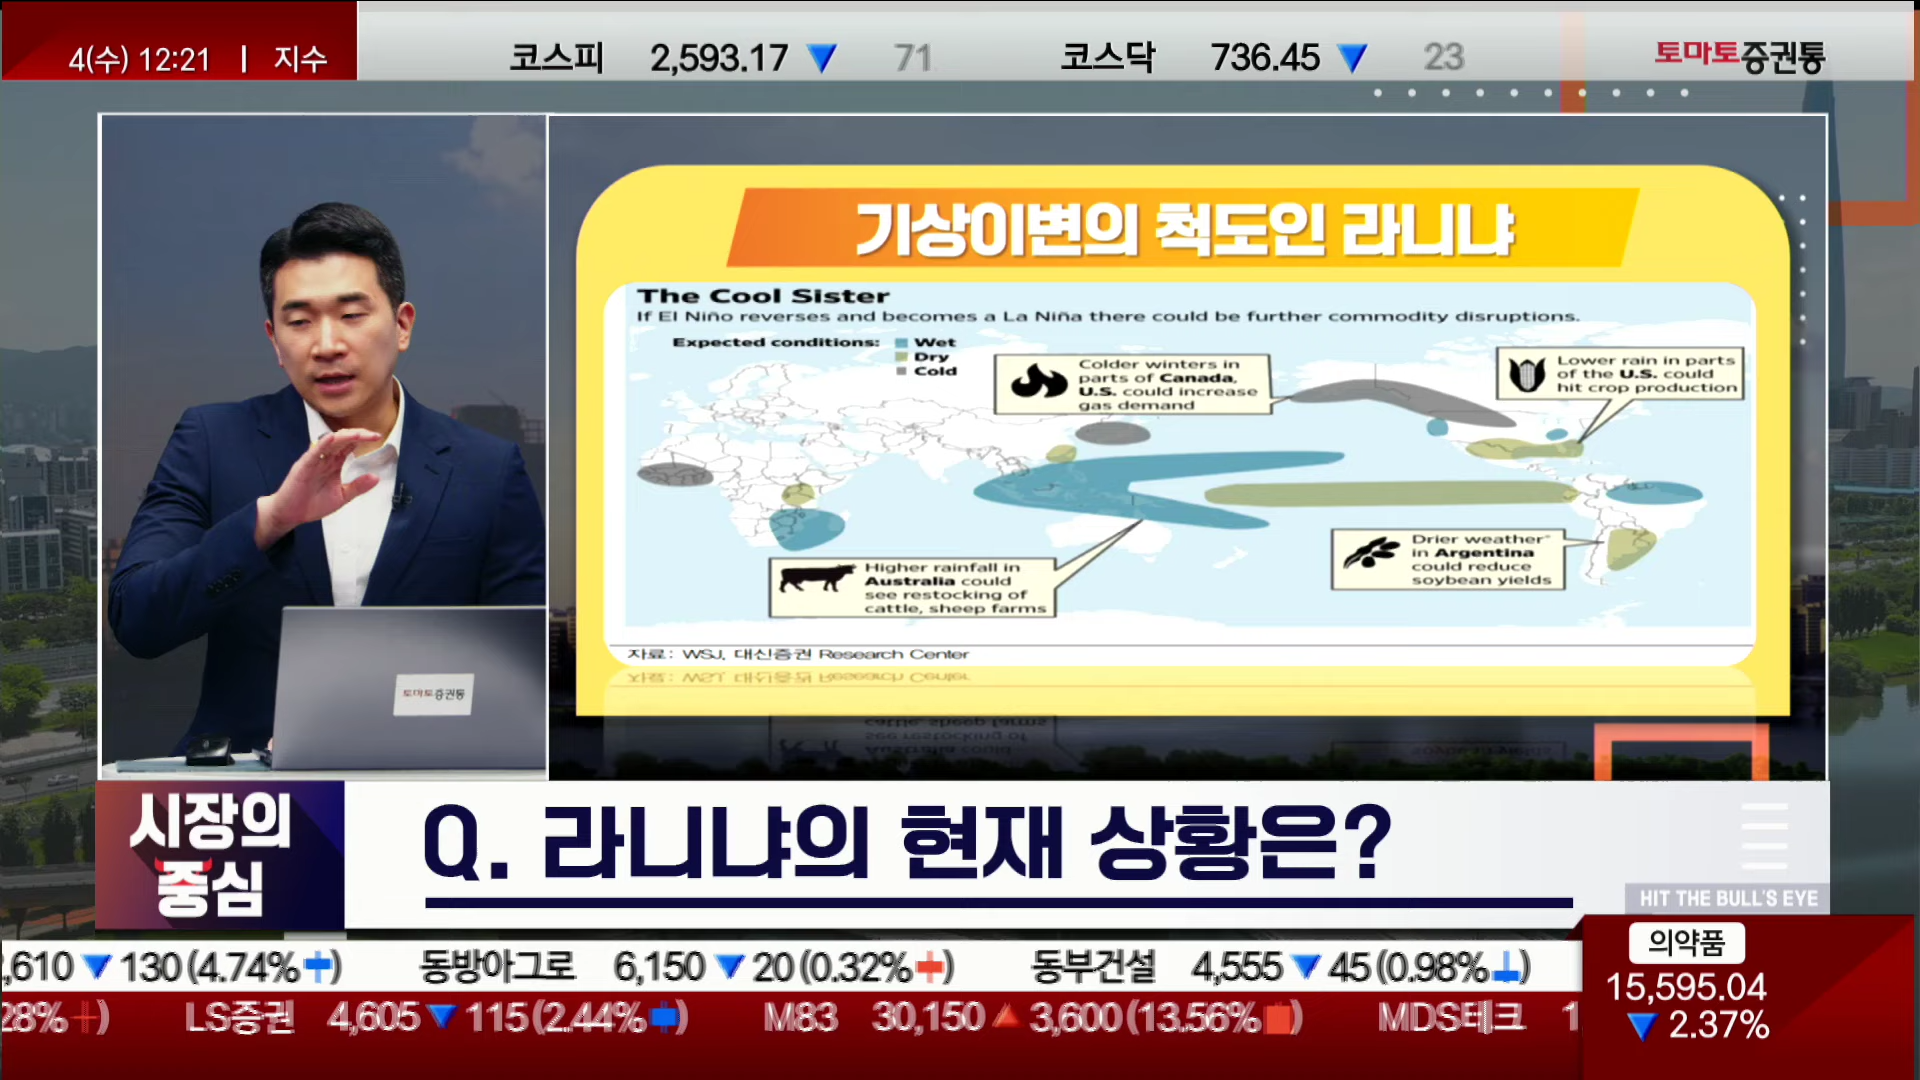 4(수) 12:21 | 지수
코스피 2,593.17 ▼ 71
코스닥 736.45 ▼ 23
토마토증권통
기상이변의 척도인 라니냐
The Cool Sister
If El Niño reverses and becomes a La Niña there could be further commodity disruptions.
Expected conditions:
Wet
Dry
Cold
Colder winters in
parts of Canada,
U.S. could increase
gas demand
Lower rain in parts
of the U.S. could
hit crop production
Higher rainfall in
Australia could
see restocking of
cattle, sheep farms
Drier weather*
in Argentina
could reduce
soybean yields
자료: WSJ, 대신증권 Research Center
토마토증권통
시장의
중심
Q. 라니냐의 현재 상황은?
HIT THE BULL'S EYE
,610 ▼ 130 (4.74%) 동방아그로 6,150 ▼ 20 (0.32%) 동부건설 4,555 ▼ 45 (0.98%)
28%) LS증권 4,605 ▼ 115 (2.44%) M83 30,150 ▲ 3,600 (13.56%) MDS테크 1
의약품
15,595.04
▼ 2.37%